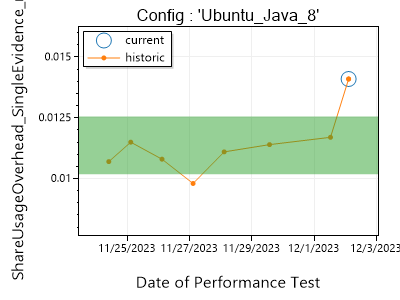 Config : 'Ubuntu_Java_8'
current
historic
0.015
0.0125
0.01
11/25/2023 11/27/2023 11/29/2023 12/1/2023 12/3/2023
Date of Performance Test
ShareUsageOverhead_SingleEvidence_